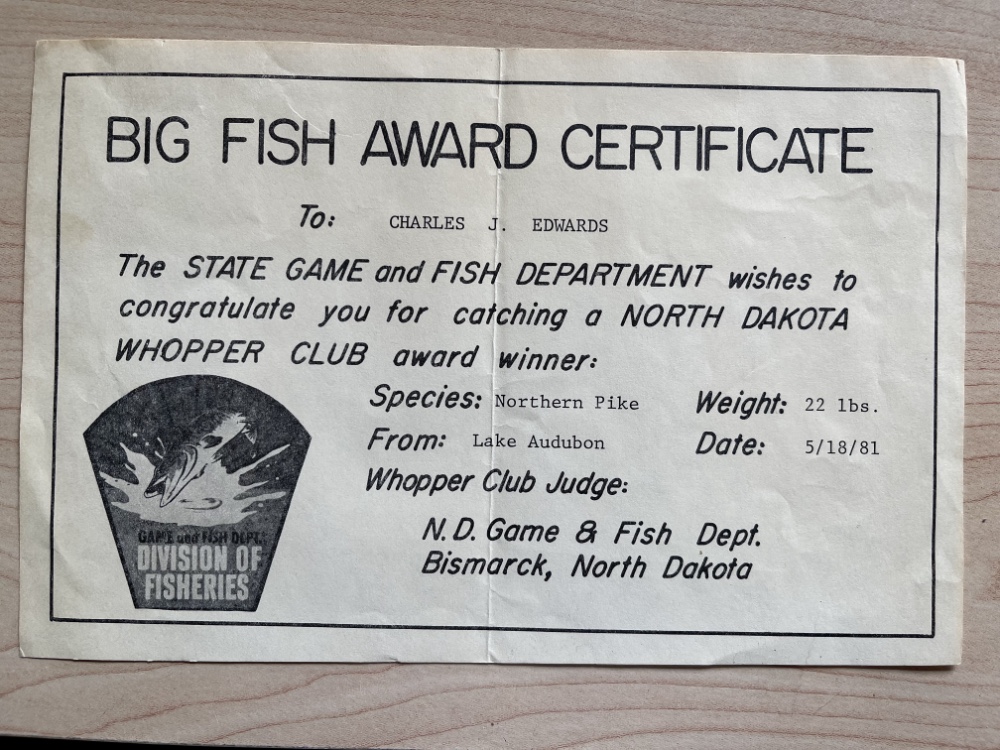 BIG FISH AWARD CERTIFICATE
To: CHARLES J. EDWARDS
The STATE GAME and FISH DEPARTMENT wishes to
congratulate you for catching a NORTH DAKOTA
WHOPPER CLUB award winner:
Species: Northern Pike Weight: 22 lbs.
From: Lake Audubon Date: 5/18/81
Whopper Club Judge:
N.D. Game & Fish Dept.
Bismarck, North Dakota
GAME and FISH DEPT.
DIVISION OF
FISHERIES